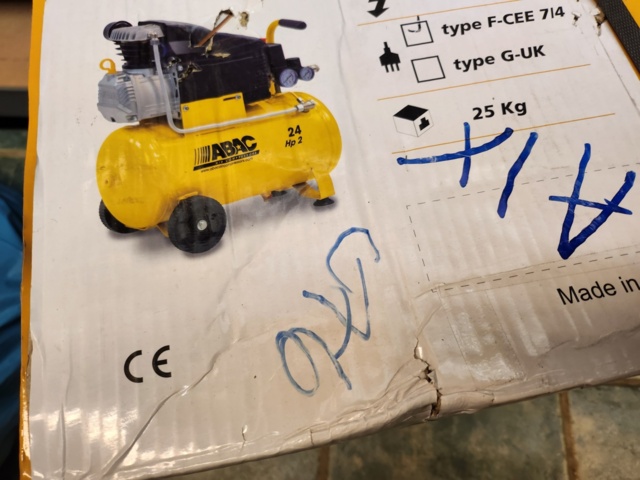 type F-CEE 7/4
type G-UK
25 Kg
ABAC
24
Hp 2
Made in
CE